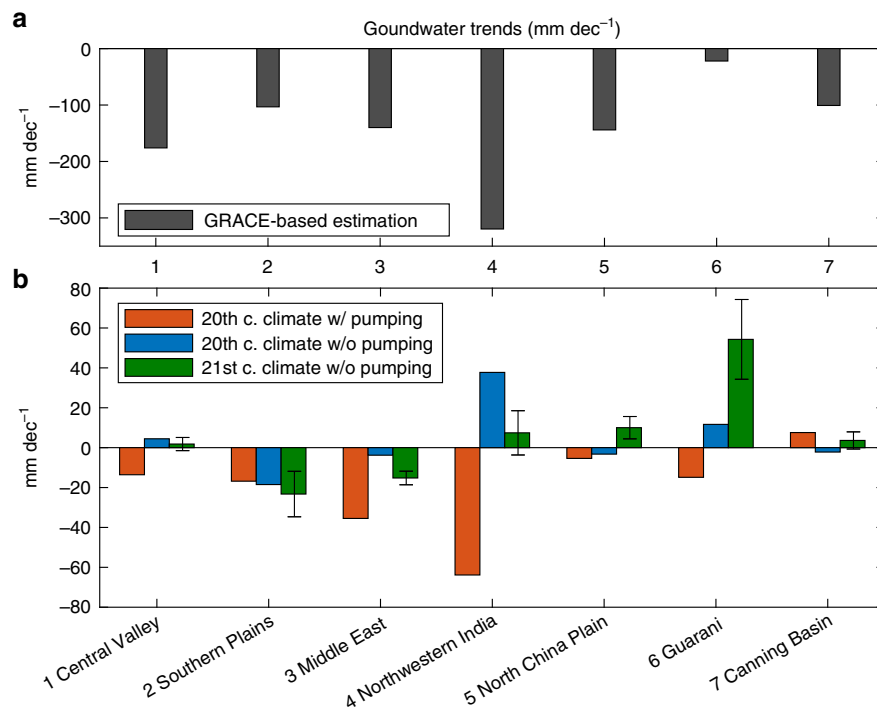 a
Goundwater trends (mm dec⁻¹)
0
–100
–200
–300
mm dec⁻¹
GRACE-based estimation
1 2 3 4 5 6 7
b
80
60
40
20
0
–20
–40
–60
–80
mm dec⁻¹
20th c. climate w/ pumping
20th c. climate w/o pumping
21st c. climate w/o pumping
1 Central Valley
2 Southern Plains
3 Middle East
4 Northwestern India
5 North China Plain
6 Guarani
7 Canning Basin